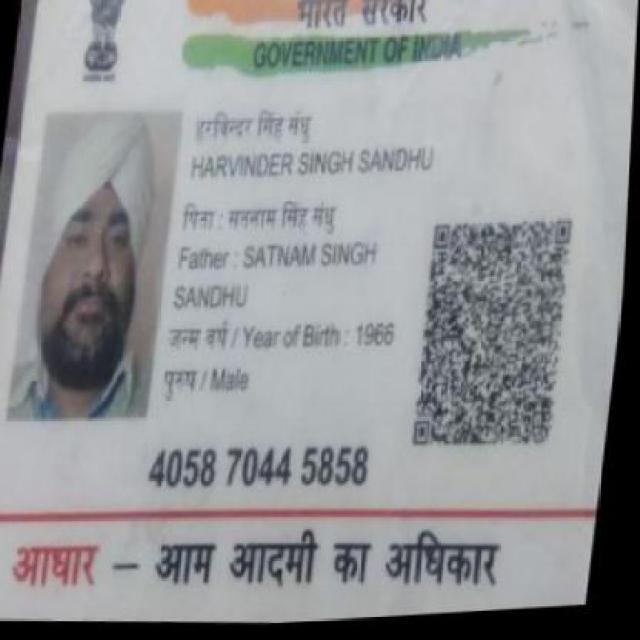 भारत सरकार
GOVERNMENT OF INDIA
हरबिन्दर सिंह संधु
HARVINDER SINGH SANDHU
पिता : सतनाम सिंह संधु
Father : SATNAM SINGH
SANDHU
जन्म वर्ष / Year of Birth : 1966
पुरुष / Male
4058 7044 5858
आधार – आम आदमी का अधिकार